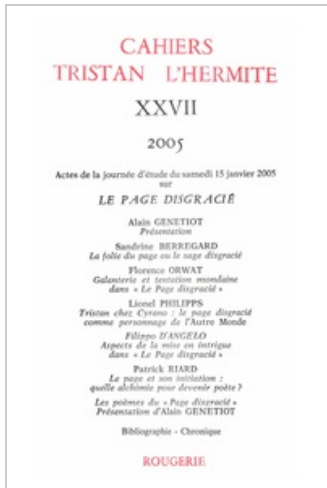 CAHIERS
TRISTAN L'HERMITE
XXVII
2005
Actes de la journée d'étude du samedi 15 janvier 2005
sur
LE PAGE DISGRACIÉ
Alain GENETIOT
Présentation
Sandrine BERREGARD
La folie du page ou le sage disgracié
Florence ORWAT
Galanterie et tentation mondaine
dans « Le Page disgracié »
Lionel PHILIPPS
Tristan chez Cyrano : le page disgracié
comme personnage de l'Autre Monde
Filippo D'ANGELO
Aspects de la mise en intrigue
dans « Le Page disgracié »
Patrick RIARD
Le page et son initiation :
quelle alchimie pour devenir poète ?
Les poèmes du « Page disgracié »
Présentation d'Alain GENETIOT
Bibliographie - Chronique
ROUGERIE